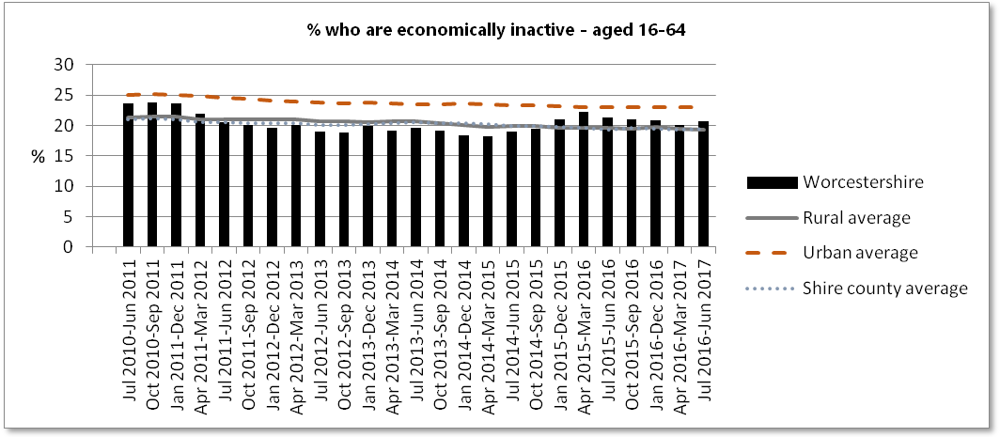 % who are economically inactive - aged 16-64
30
25
20
15
10
5
0
%
Jul 2010-Jun 2011
Oct 2010-Sep 2011
Jan 2011-Dec 2011
Apr 2011-Mar 2012
Jul 2011-Jun 2012
Oct 2011-Sep 2012
Jan 2012-Dec 2012
Apr 2012-Mar 2013
Jul 2012-Jun 2013
Oct 2012-Sep 2013
Jan 2013-Dec 2013
Apr 2013-Mar 2014
Jul 2013-Jun 2014
Oct 2013-Sep 2014
Jan 2014-Dec 2014
Apr 2014-Mar 2015
Jul 2014-Jun 2015
Oct 2014-Sep 2015
Jan 2015-Dec 2015
Apr 2015-Mar 2016
Jul 2015-Jun 2016
Oct 2015-Sep 2016
Jan 2016-Dec 2016
Apr 2016-Mar 2017
Jul 2016-Jun 2017
Worcestershire
Rural average
Urban average
Shire county average